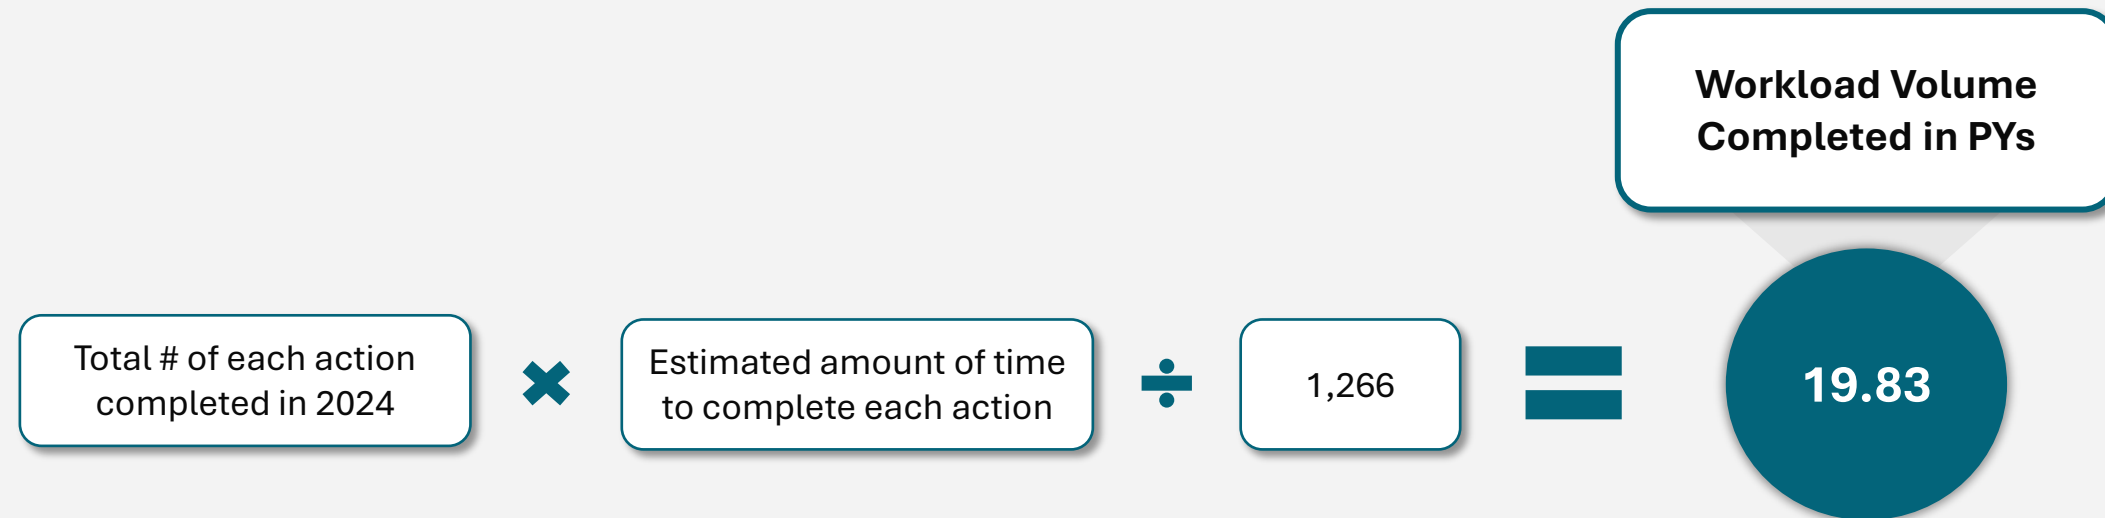 Workload Volume
Completed in PYs
Total # of each action
completed in 2024
Estimated amount of time
to complete each action
1,266
19.83